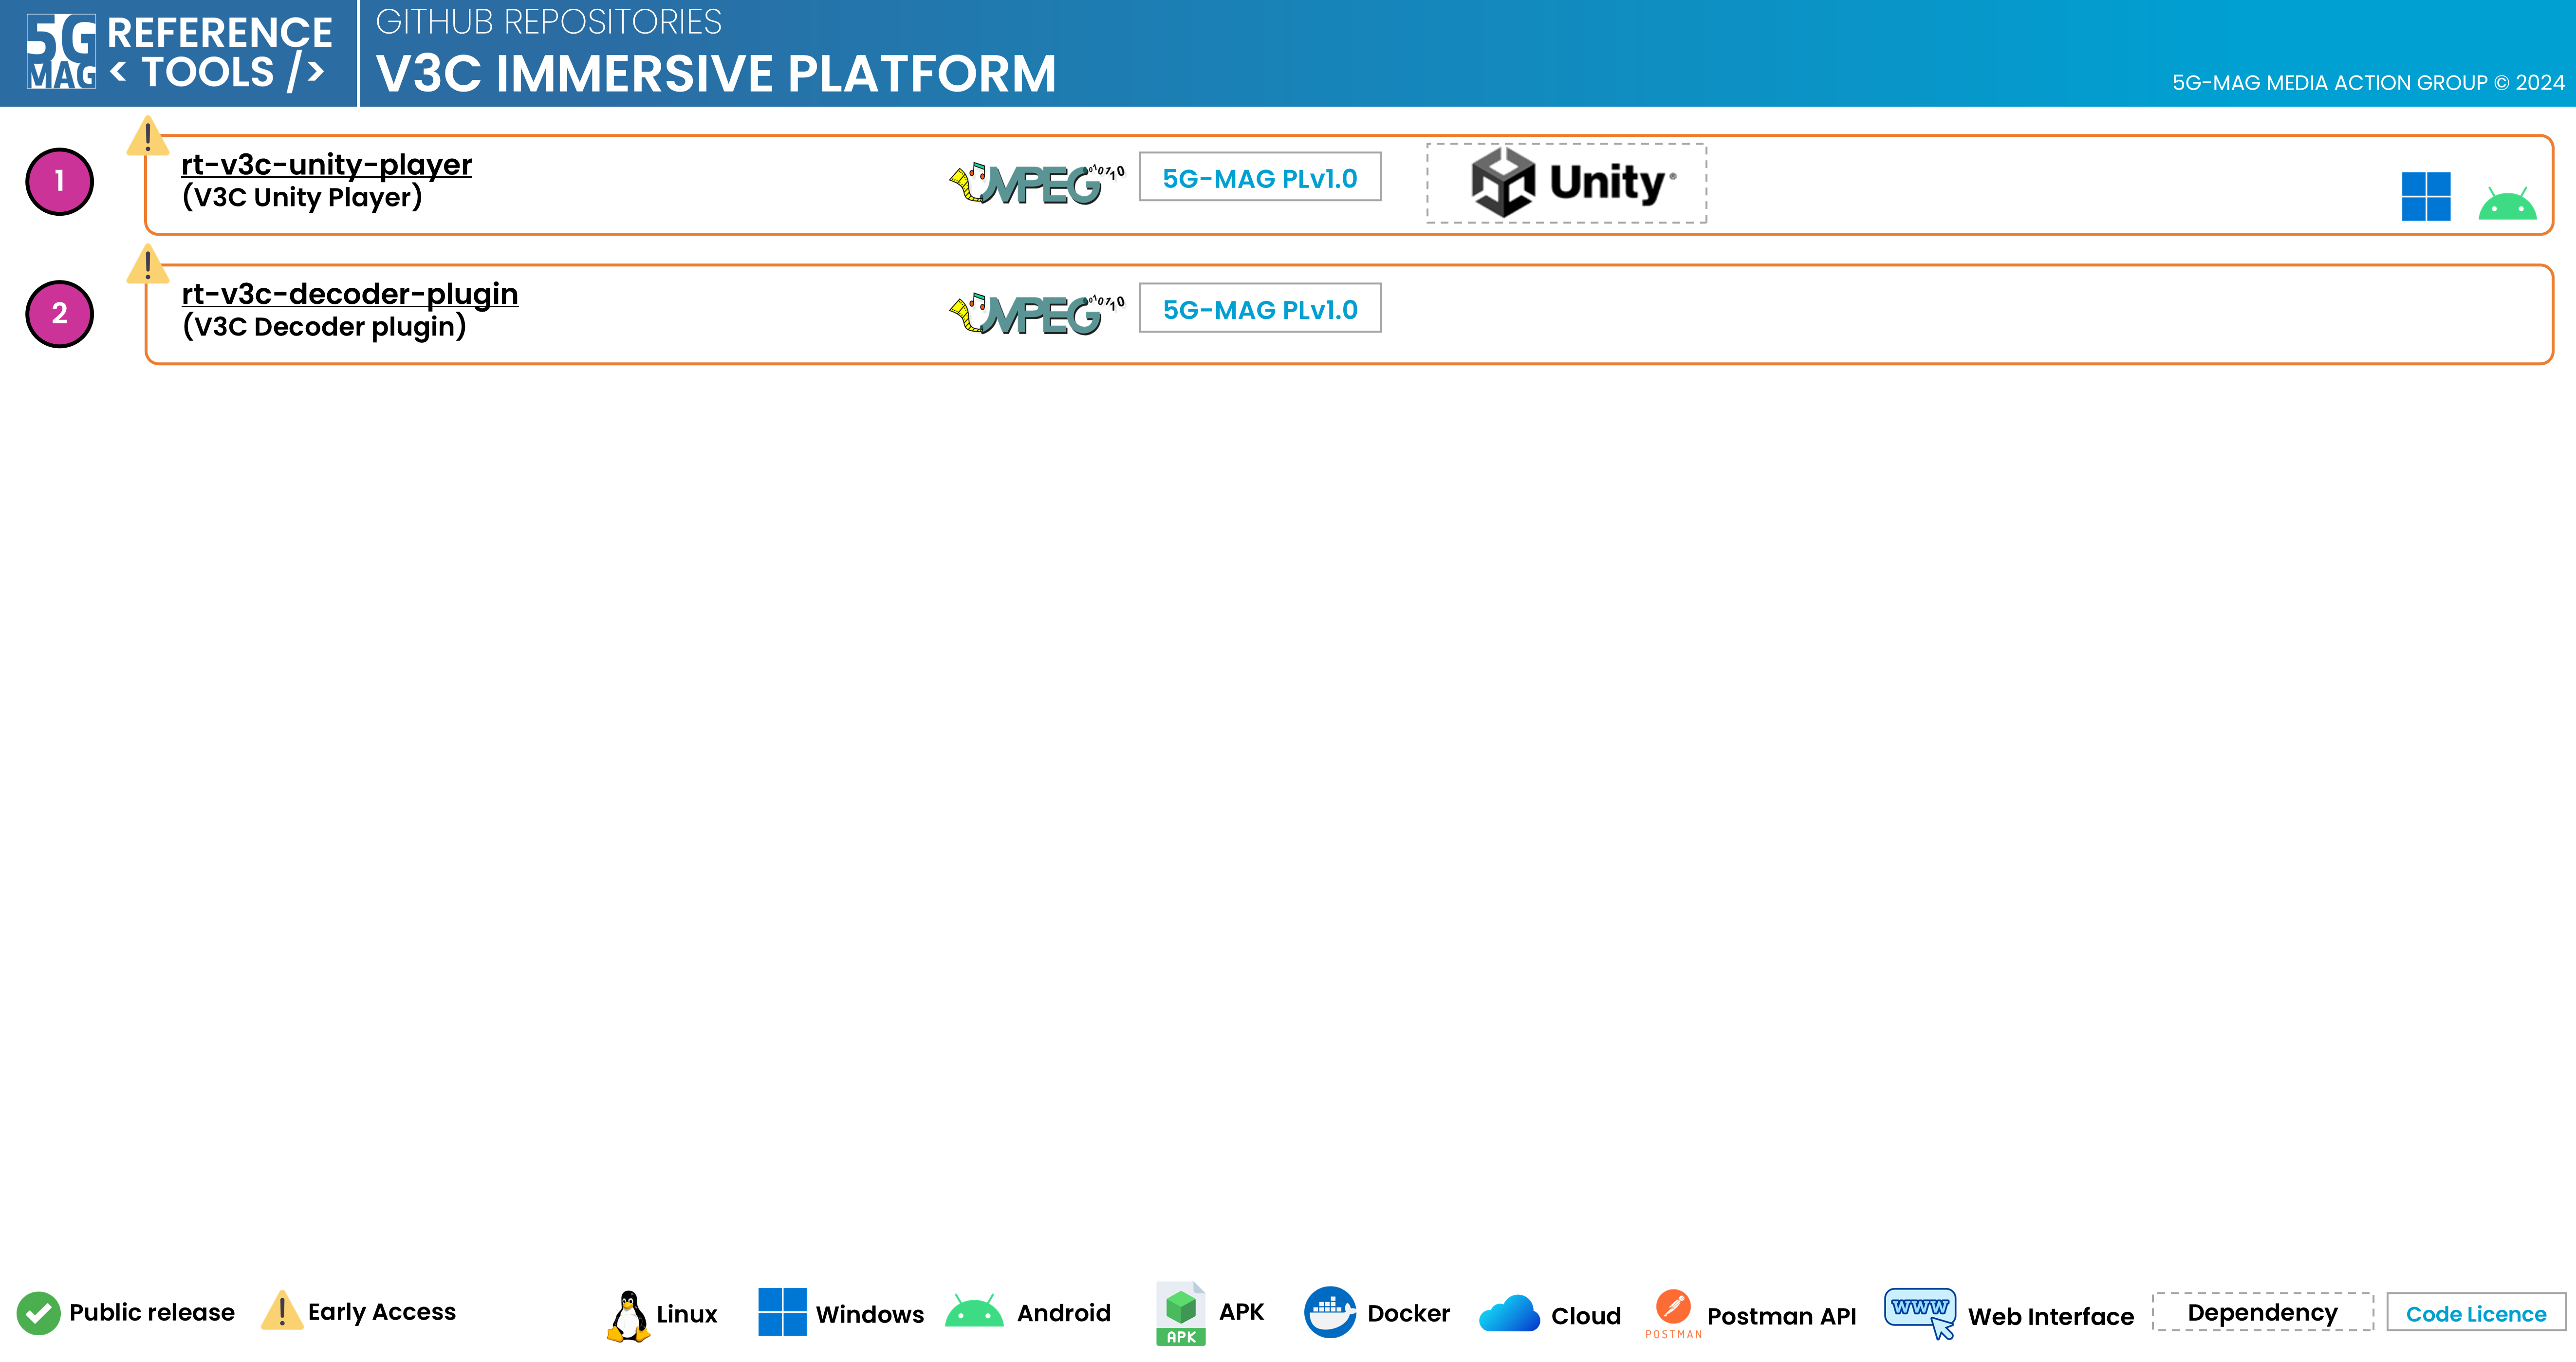 5G
MAG
REFERENCE
< TOOLS />
GITHUB REPOSITORIES
V3C IMMERSIVE PLATFORM
5G-MAG MEDIA ACTION GROUP © 2024
1
rt-v3c-unity-player
(V3C Unity Player)
MPEG
5G-MAG PLv1.0
Unity
2
rt-v3c-decoder-plugin
(V3C Decoder plugin)
MPEG
5G-MAG PLv1.0
Public release
Early Access
Linux
Windows
Android
APK
APK
Docker
Cloud
POSTMAN
Postman API
WWW
Web Interface
Dependency
Code Licence